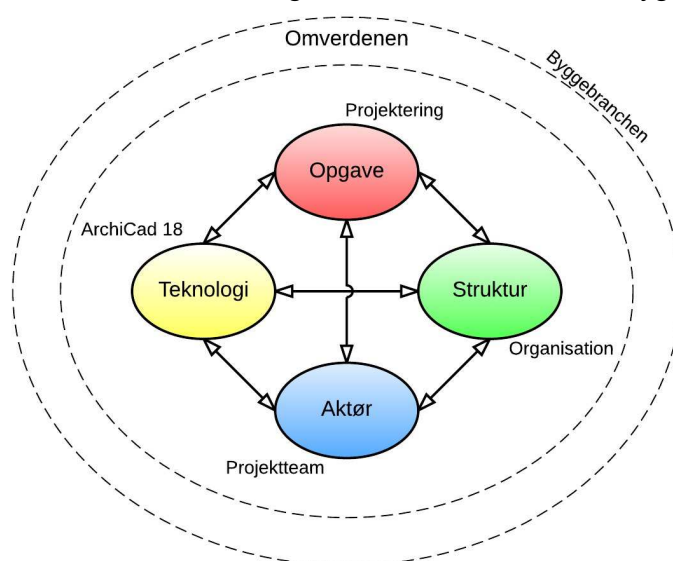 Omverdenen
Byggebranchen
Projektering
Opgave
ArchiCad 18
Teknologi
Struktur
Organisation
Aktør
Projektteam